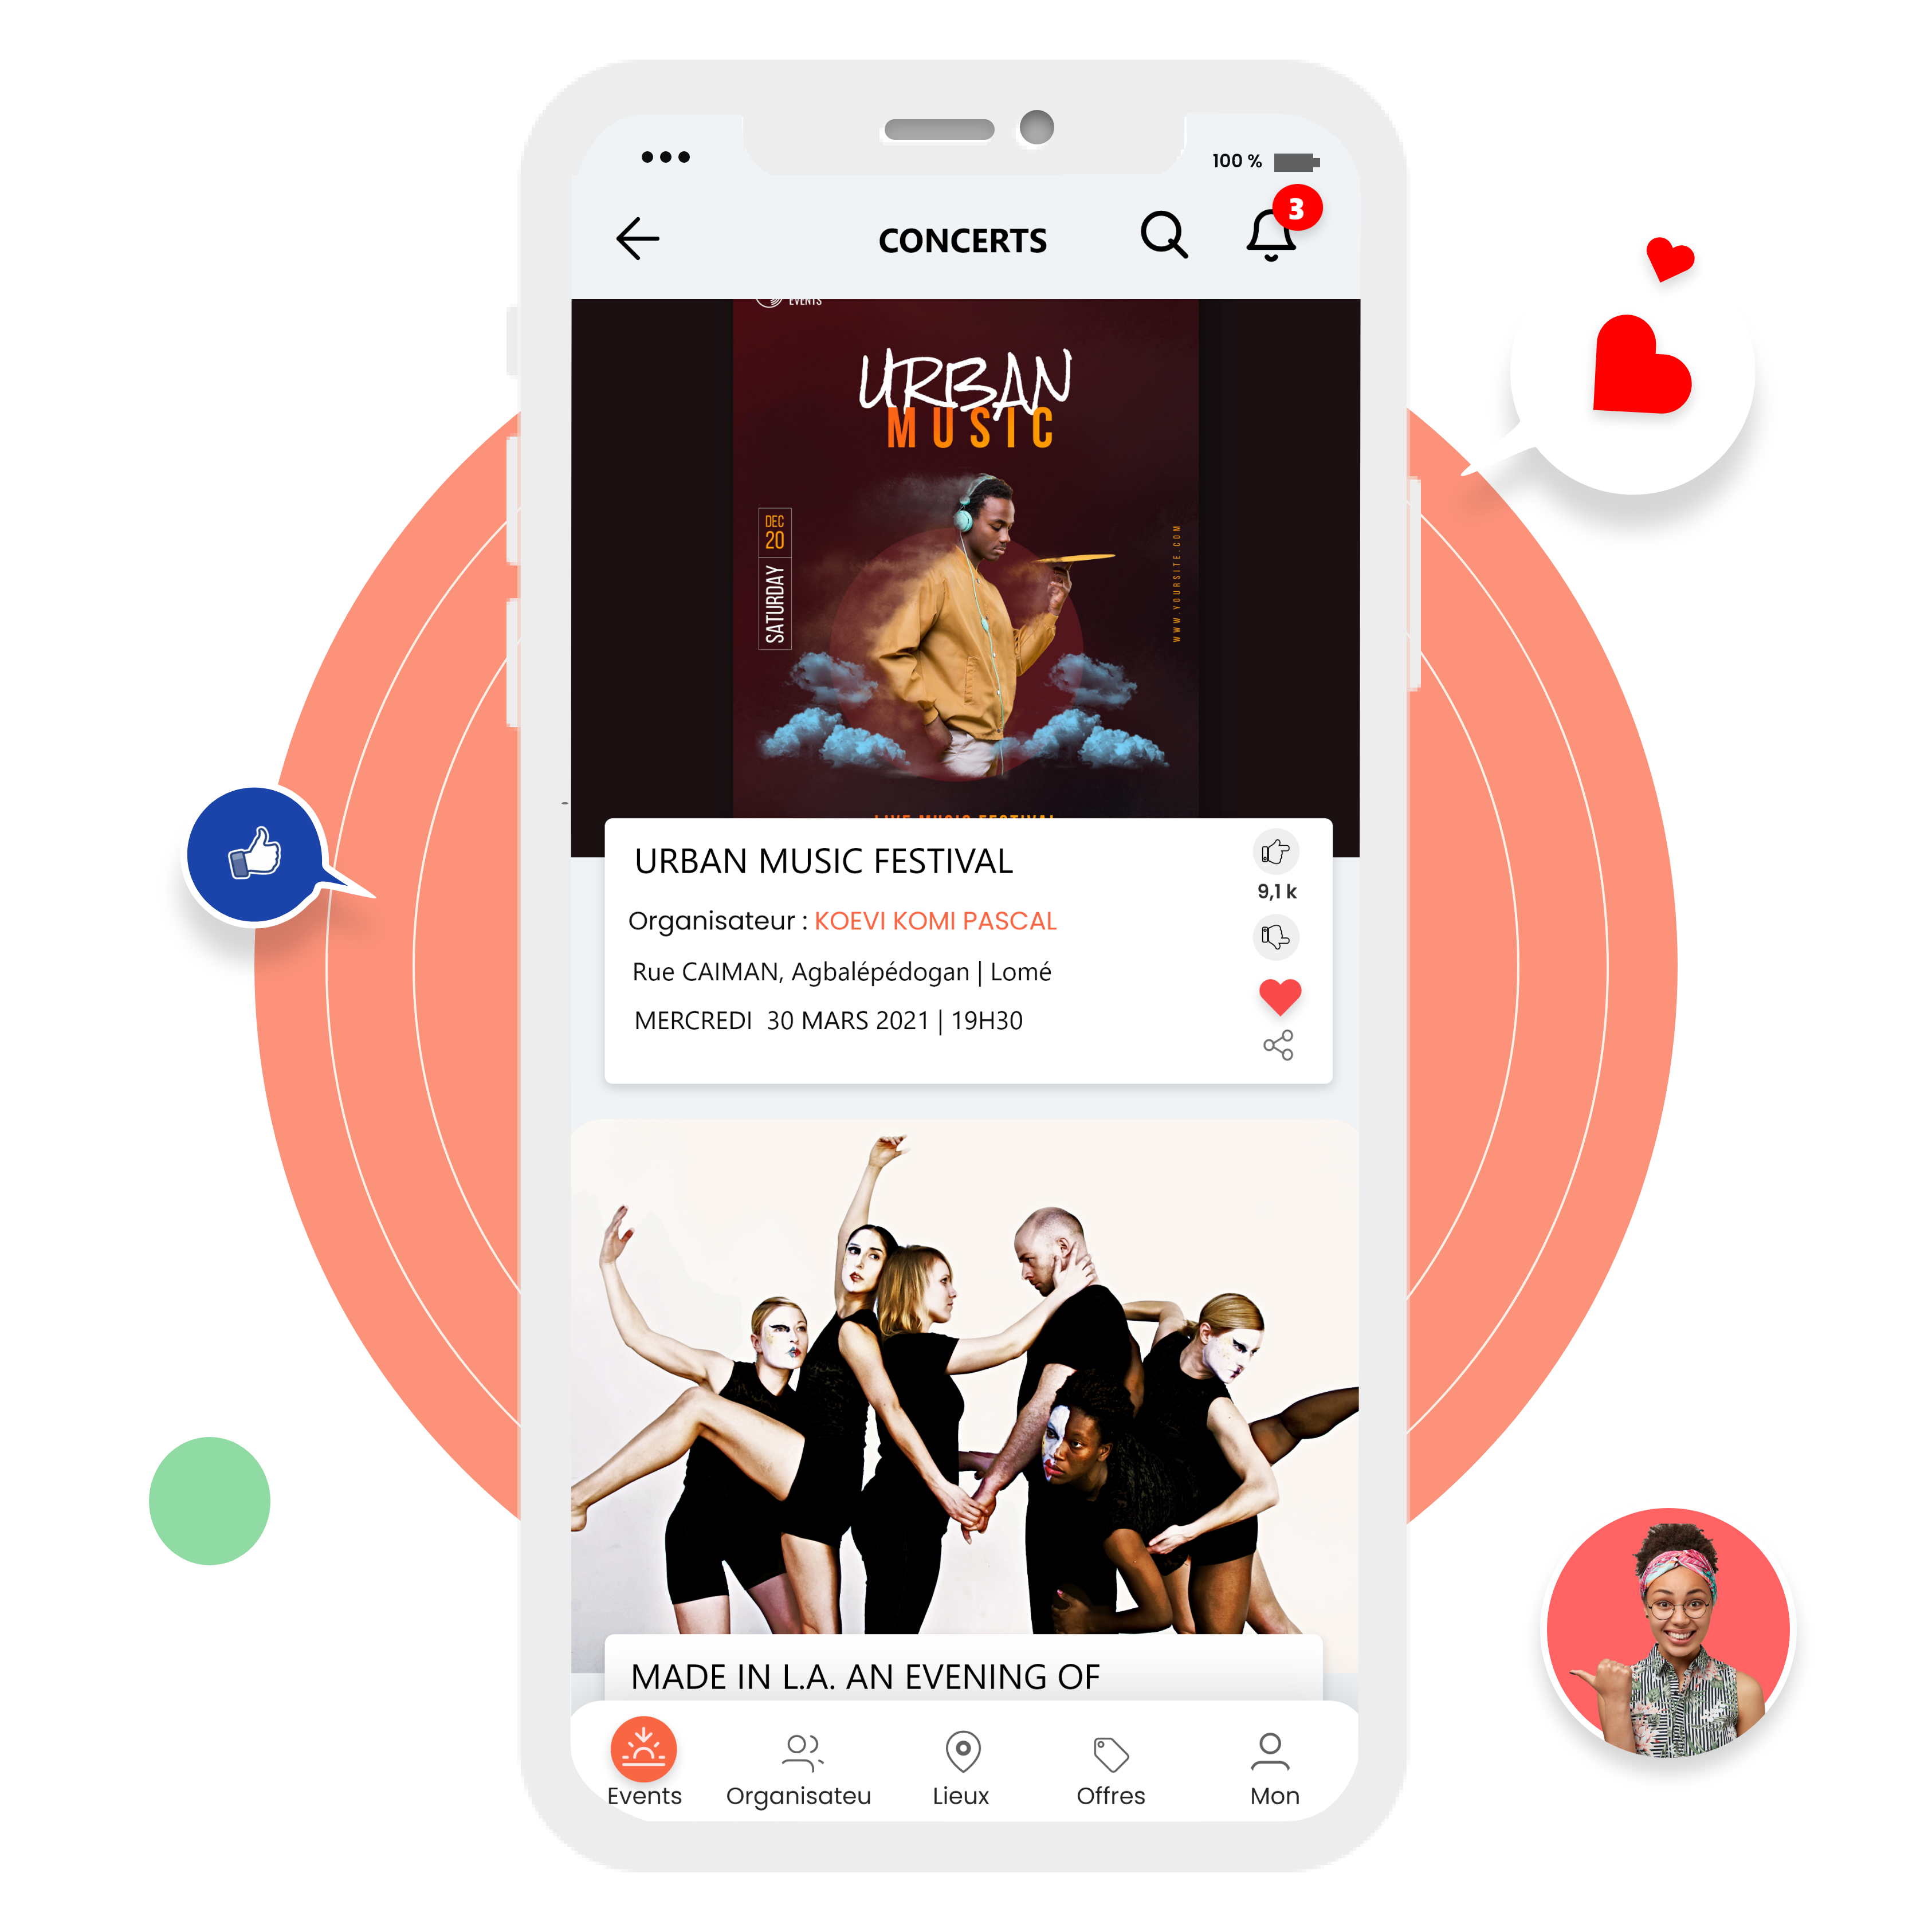 100 %
3
CONCERTS
EVENTS
URBAN
MUSIC
DEC
20
SATURDAY
WWW.YOURSITE.COM
LIVE MUSIC FESTIVAL
URBAN MUSIC FESTIVAL
9,1 k
Organisateur : KOEVI KOMI PASCAL
Rue CAIMAN, Agbalépédogan | Lomé
MERCREDI  30 MARS 2021 | 19H30
MADE IN L.A. AN EVENING OF
Events
Organisateu
Lieux
Offres
Mon